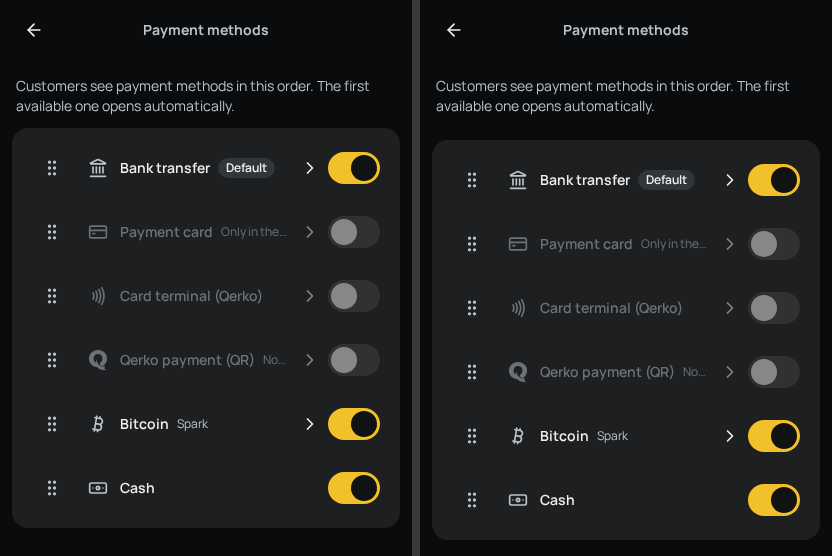 Payment methods
Customers see payment methods in this order. The first
available one opens automatically.
Bank transfer Default
Payment card Only in the...
Card terminal (Qerko)
Qerko payment (QR) No...
Bitcoin Spark
Cash
Payment methods
Customers see payment methods in this order. The first
available one opens automatically.
Bank transfer Default
Payment card Only in the...
Card terminal (Qerko)
Qerko payment (QR) No...
Bitcoin Spark
Cash